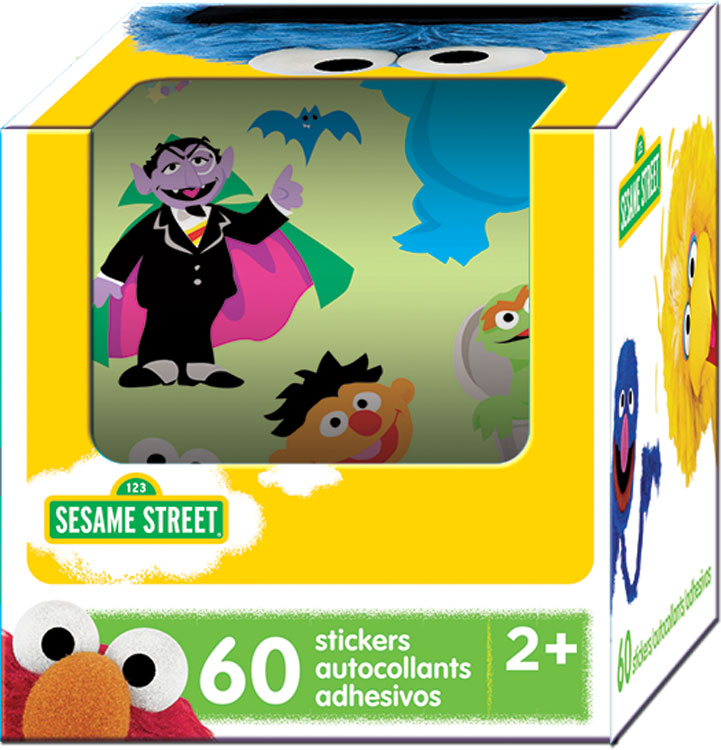 123
SESAME STREET
60
stickers
autocollants
adhesivos
2+
SESAME STREET
60 stickers/autocollants/adhesivos